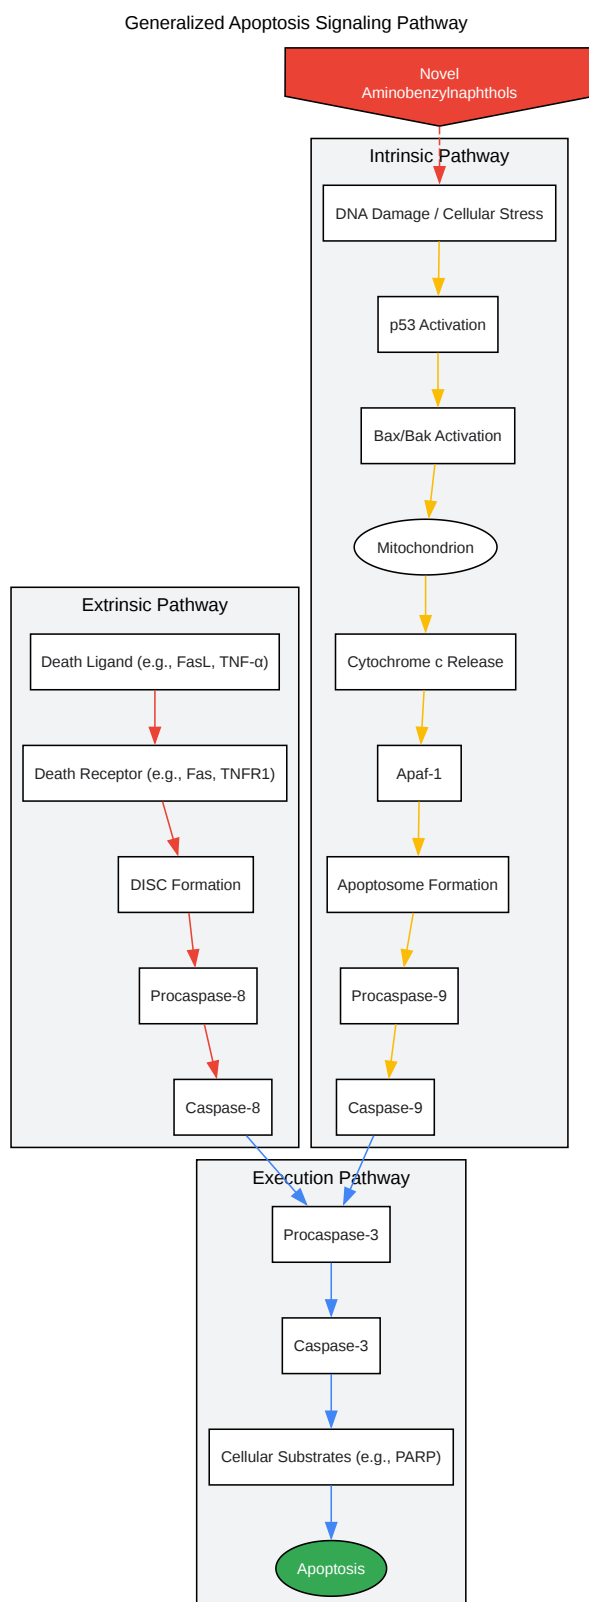 Generalized Apoptosis Signaling Pathway
Novel
Aminobenzylnaphthols
Intrinsic Pathway
DNA Damage / Cellular Stress
p53 Activation
Bax/Bak Activation
Mitochondrion
Cytochrome c Release
Apaf-1
Apoptosome Formation
Procaspase-9
Caspase-9
Extrinsic Pathway
Death Ligand (e.g., FasL, TNF-α)
Death Receptor (e.g., Fas, TNFR1)
DISC Formation
Procaspase-8
Caspase-8
Execution Pathway
Procaspase-3
Caspase-3
Cellular Substrates (e.g., PARP)
Apoptosis